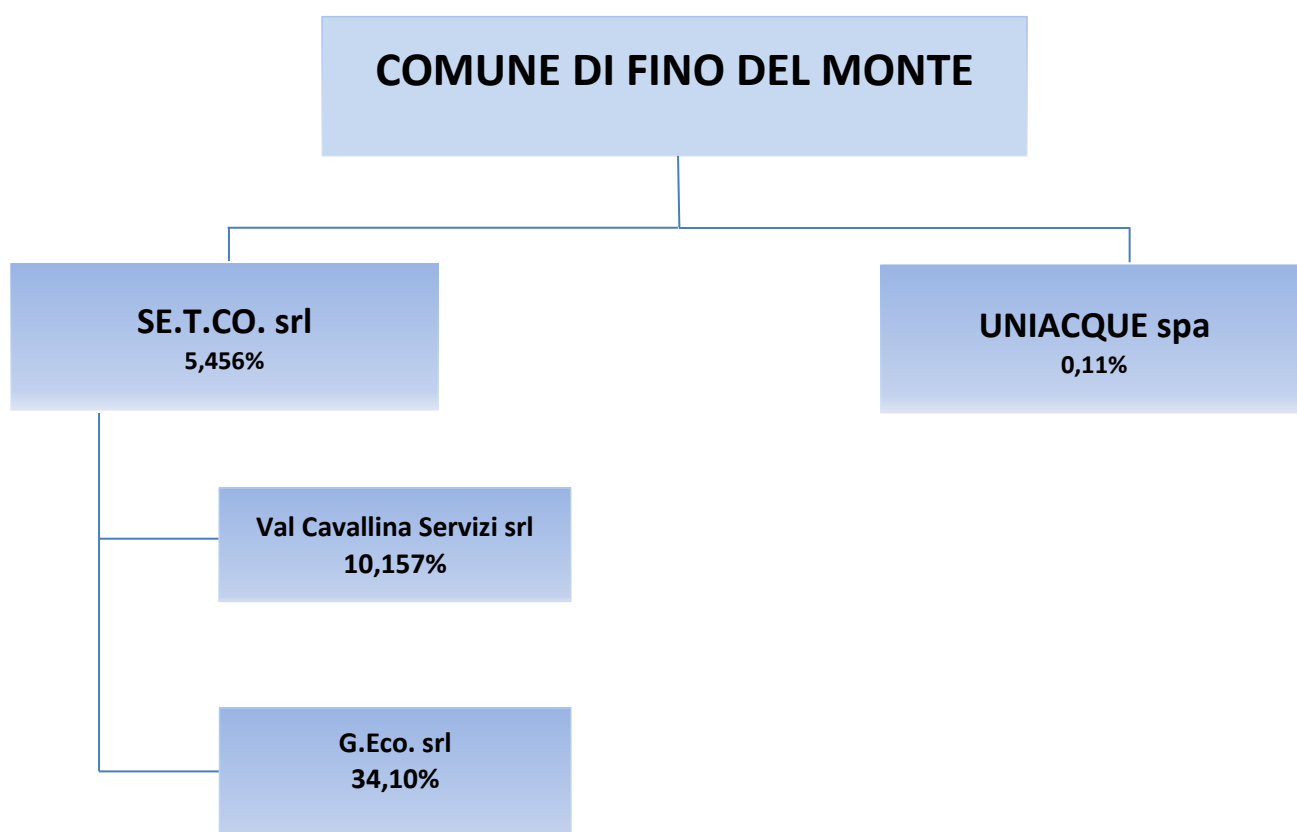 COMUNE DI FINO DEL MONTE
SE.T.CO. srl
5,456%
UNIACQUE spa
0,11%
Val Cavallina Servizi srl
10,157%
G.Eco. srl
34,10%